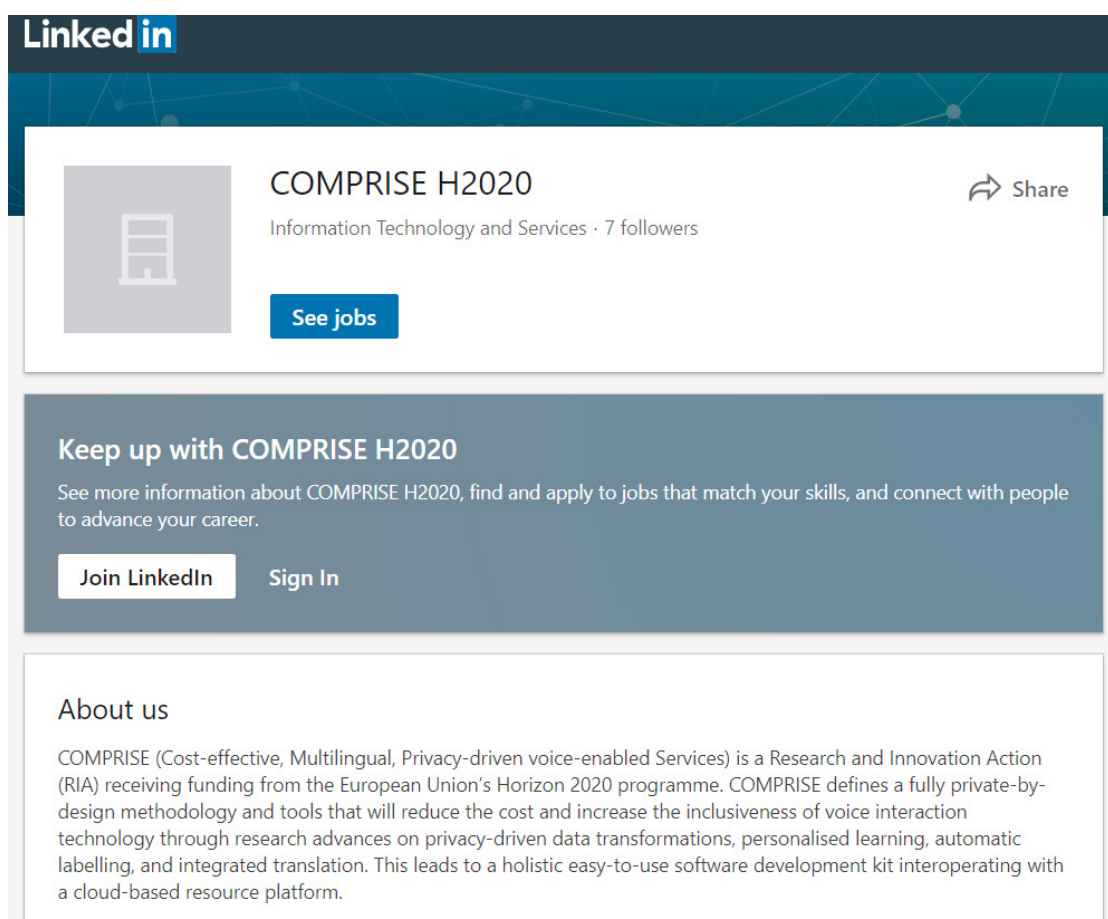 Linked in
COMPRISE H2020
Share
Information Technology and Services · 7 followers
See jobs
Keep up with COMPRISE H2020
See more information about COMPRISE H2020, find and apply to jobs that match your skills, and connect with people
to advance your career.
Join LinkedIn
Sign In
About us
COMPRISE (Cost-effective, Multilingual, Privacy-driven voice-enabled Services) is a Research and Innovation Action
(RIA) receiving funding from the European Union’s Horizon 2020 programme. COMPRISE defines a fully private-by-
design methodology and tools that will reduce the cost and increase the inclusiveness of voice interaction
technology through research advances on privacy-driven data transformations, personalised learning, automatic
labelling, and integrated translation. This leads to a holistic easy-to-use software development kit interoperating with
a cloud-based resource platform.